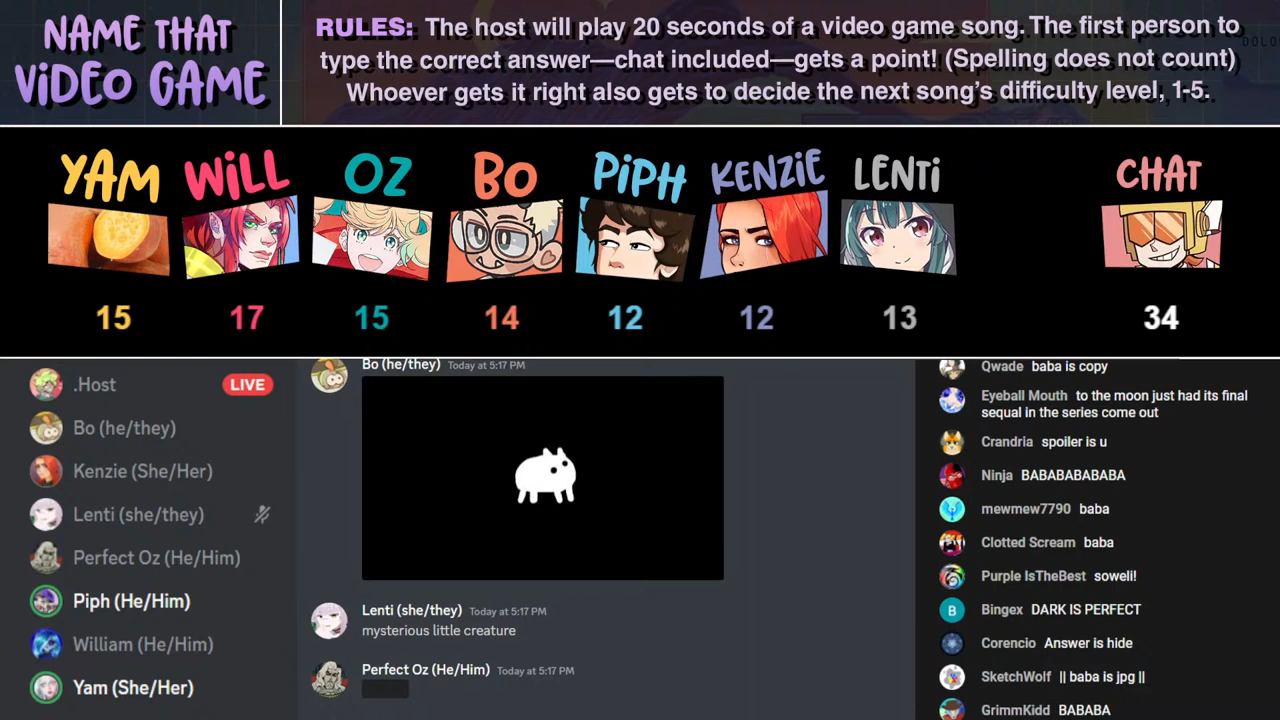 NAME THAT
ViDEO GAME
RULES: The host will play 20 seconds of a video game song. The first person to
type the correct answer—chat included—gets a point! (Spelling does not count)
Whoever gets it right also gets to decide the next song's difficulty level, 1-5.
YAM
WiLL
OZ
BO
PiPH
KENZiE
LENTi
CHAT
15
17
15
14
12
12
13
34
.Host
LIVE
Bo (he/they)
Kenzie (She/Her)
Lenti (she/they)
Perfect Oz (He/Him)
Piph (He/Him)
William (He/Him)
Yam (She/Her)
Bo (he/they) Today at 5:17 PM
Lenti (she/they) Today at 5:17 PM
mysterious little creature
Perfect Oz (He/Him) Today at 5:17 PM
Qwade baba is copy
Eyeball Mouth to the moon just had its final
sequal in the series come out
Crandria spoiler is u
Ninja BABABABABABA
mewmew7790 baba
Clotted Scream baba
Purple IsTheBest soweli!
B
Bingex DARK IS PERFECT
Corencio Answer is hide
SketchWolf || baba is jpg ||
GrimmKidd BABABA